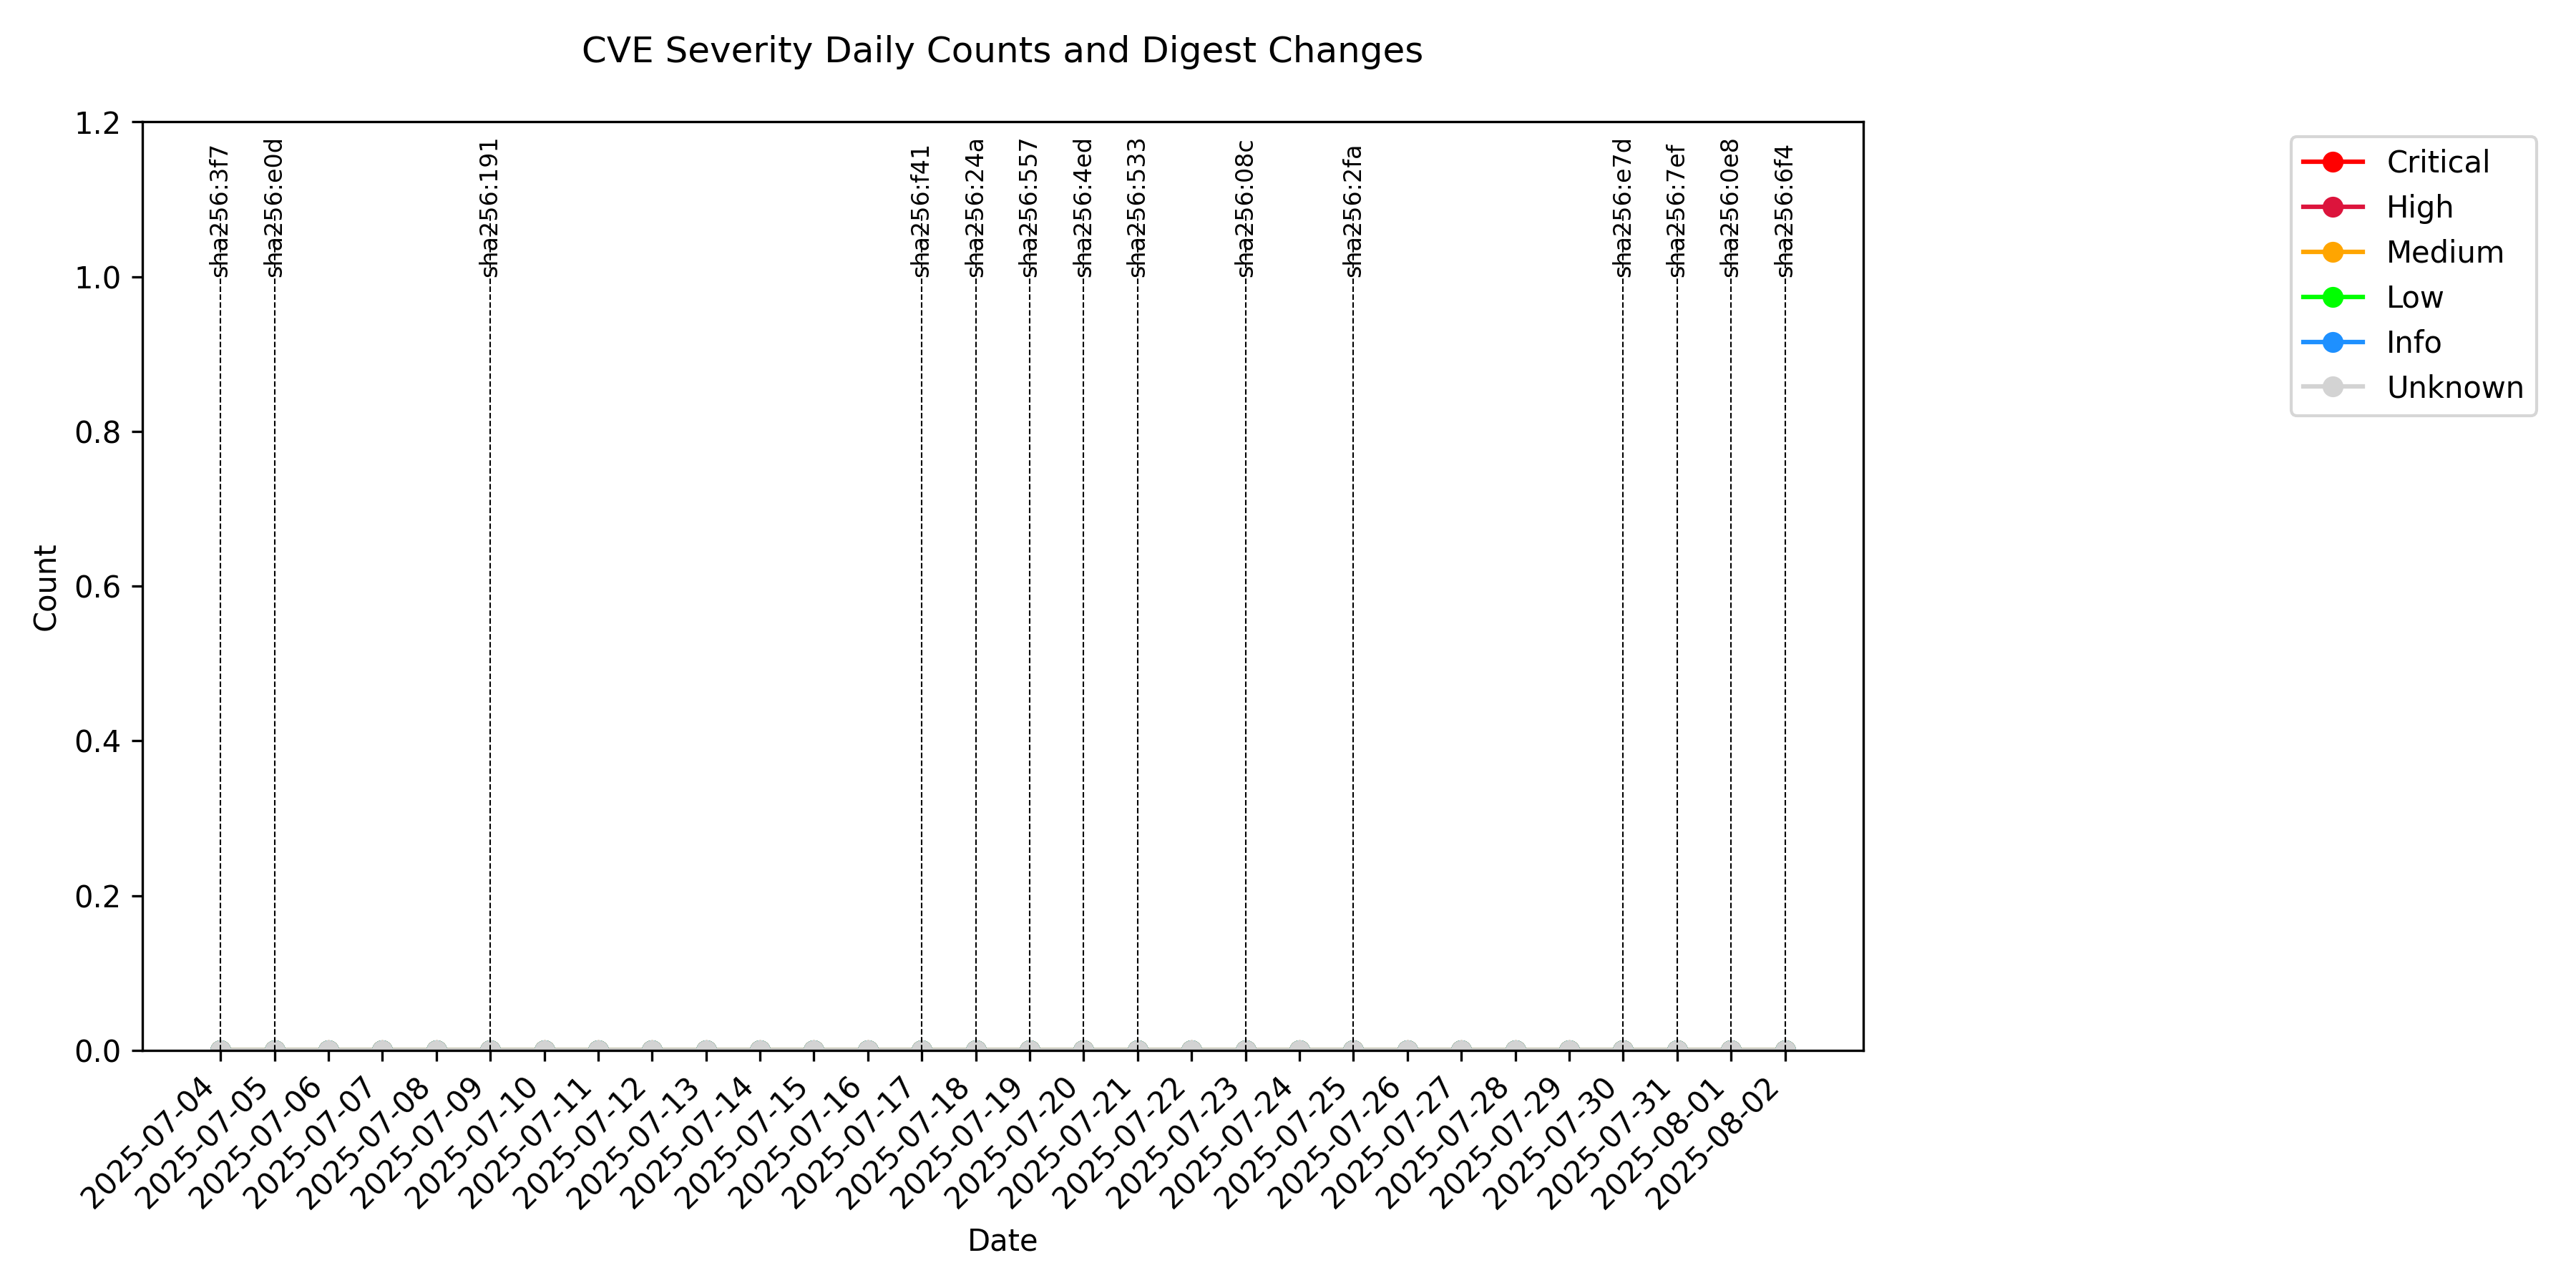 CVE Severity Daily Counts and Digest Changes
1.2
1.0
0.8
0.6
0.4
0.2
0.0
Count
sha256:3f7
sha256:e0d
sha256:191
sha256:f41
sha256:24a
sha256:557
sha256:4ed
sha256:533
sha256:08c
sha256:2fa
sha256:e7d
sha256:7ef
sha256:0e8
sha256:6f4
Critical
High
Medium
Low
Info
Unknown
2025-07-04
2025-07-05
2025-07-06
2025-07-07
2025-07-08
2025-07-09
2025-07-10
2025-07-11
2025-07-12
2025-07-13
2025-07-14
2025-07-15
2025-07-16
2025-07-17
2025-07-18
2025-07-19
2025-07-20
2025-07-21
2025-07-22
2025-07-23
2025-07-24
2025-07-25
2025-07-26
2025-07-27
2025-07-28
2025-07-29
2025-07-30
2025-07-31
2025-08-01
2025-08-02
Date